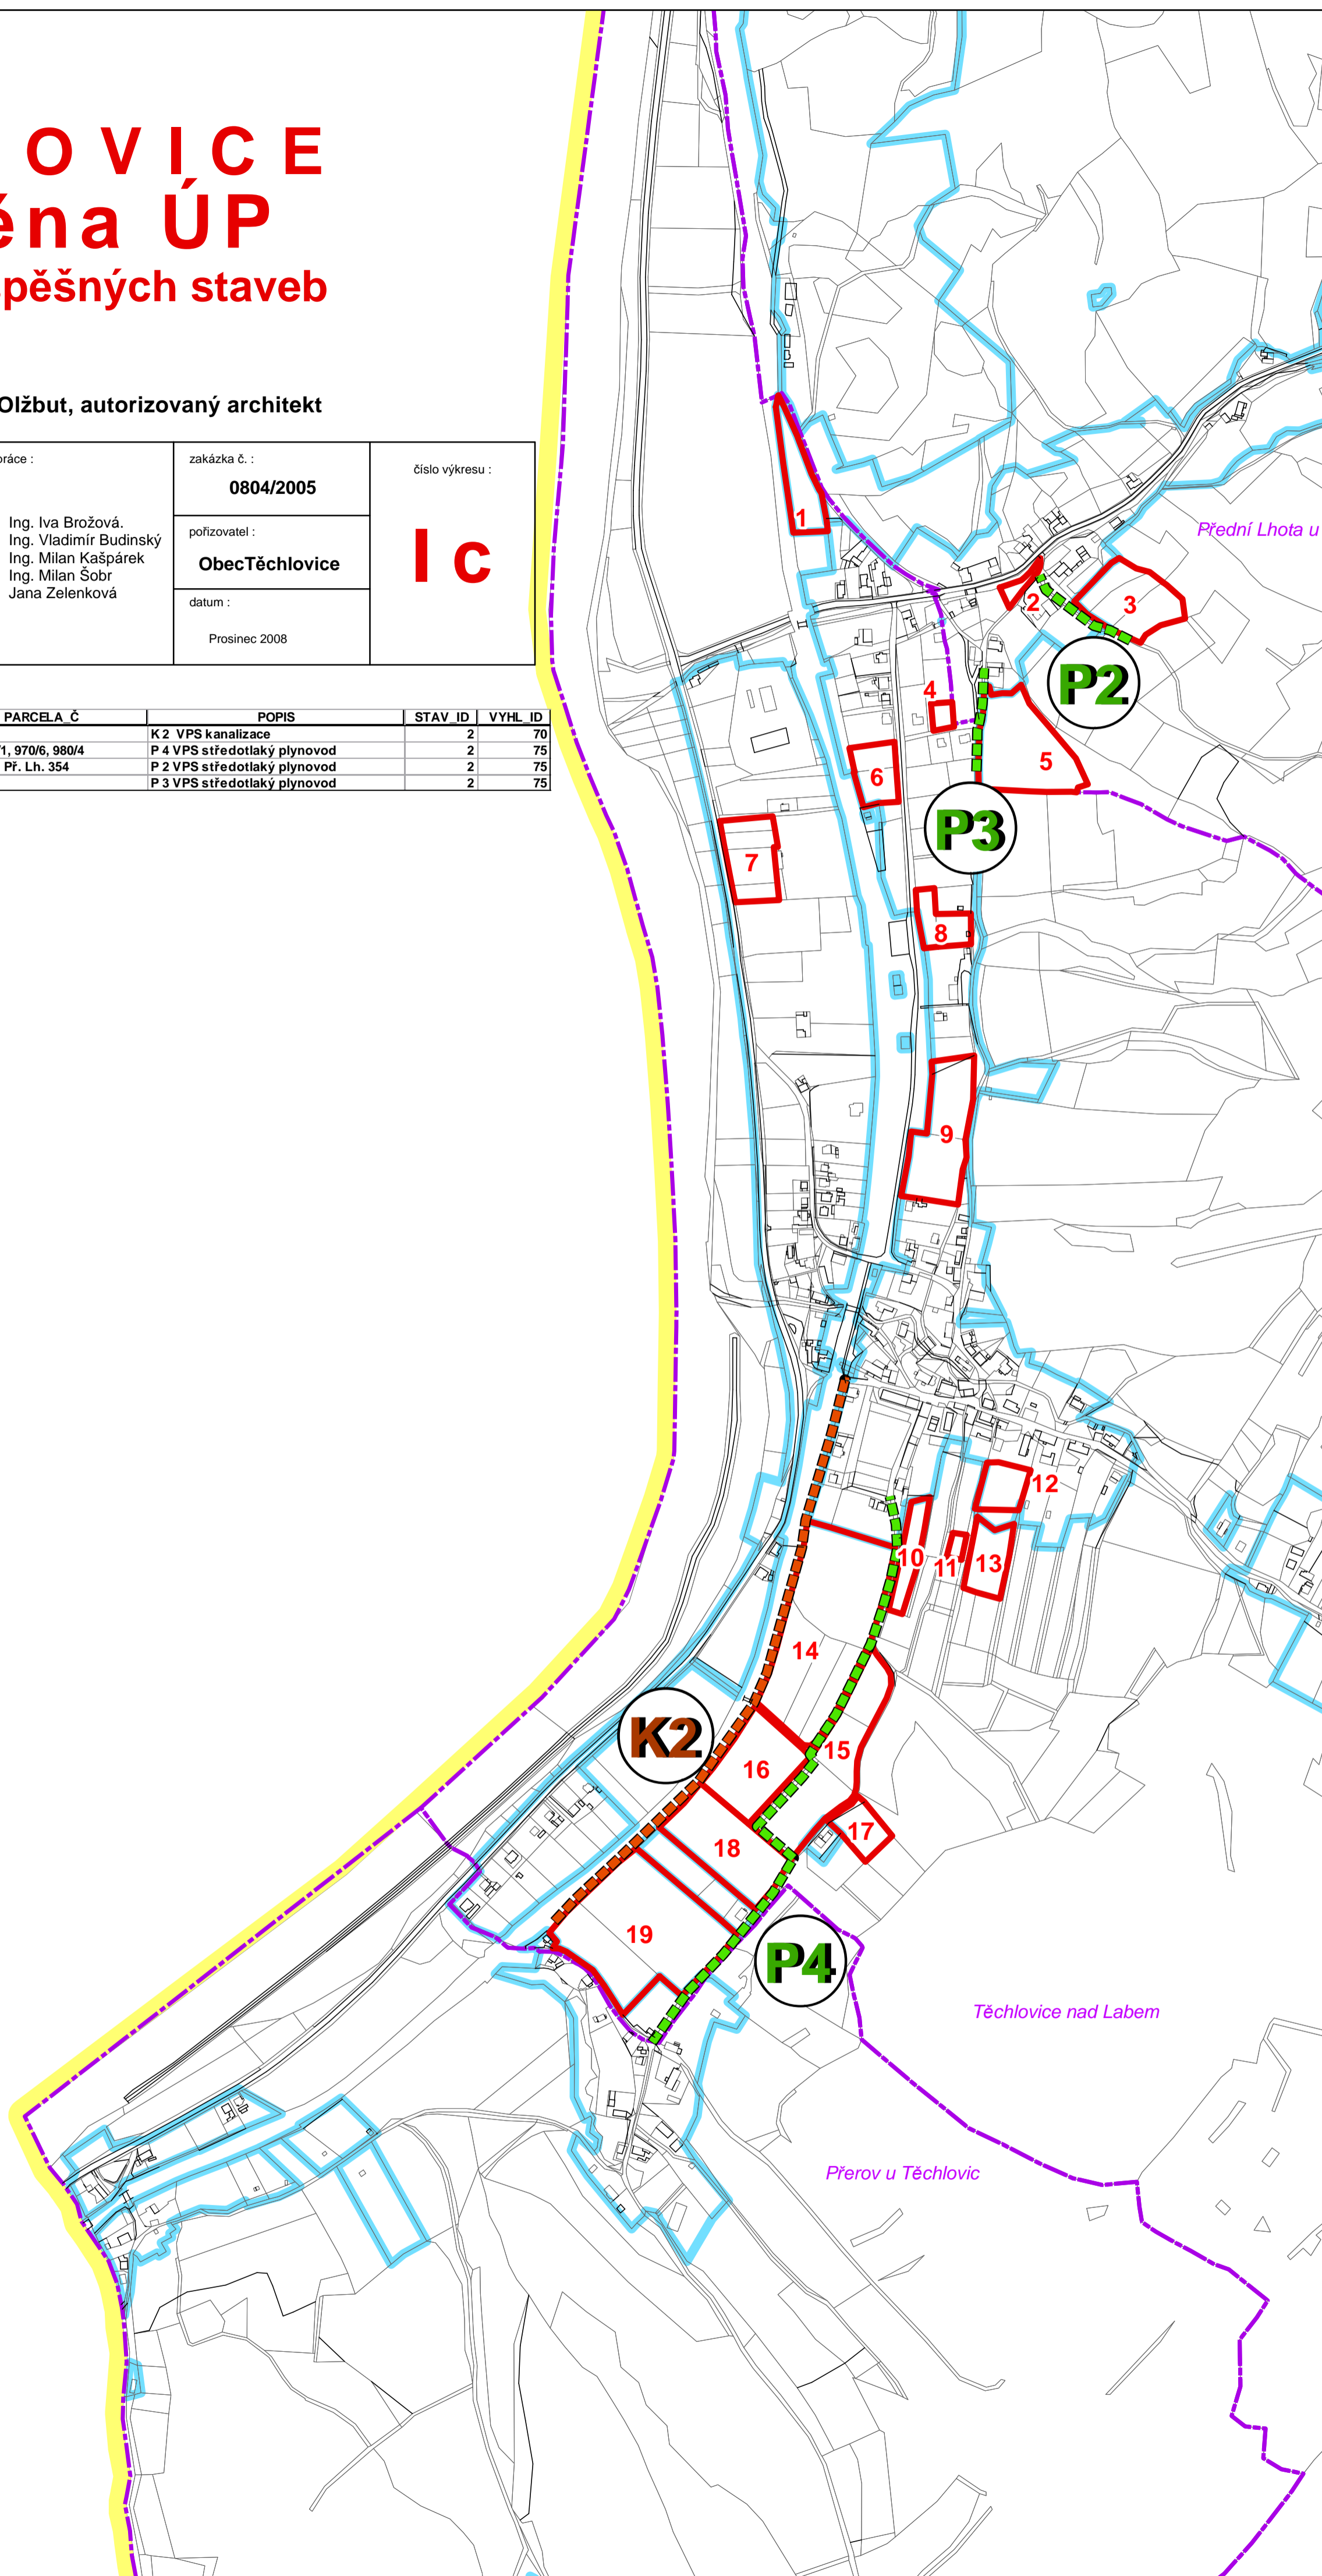 OVICE
ěna ÚP
spěšných staveb
Olžbut, autorizovaný architekt
práce :
Ing. Iva Brožová.
Ing. Vladimír Budinský
Ing. Milan Kašpárek
Ing. Milan Šobr
Jana Zelenková
zakázka č. :
0804/2005
pořizovatel :
ObecTěchlovice
datum :
Prosinec 2008
číslo výkresu :
I c
PARCELA_Č POPIS STAV_ID VYHL_ID
K 2 VPS kanalizace 2 70
/1, 970/6, 980/4 P 4 VPS středotlaký plynovod 2 75
Př. Lh. 354 P 2 VPS středotlaký plynovod 2 75
P 3 VPS středotlaký plynovod 2 75
1
Přední Lhota u
2
3
P2
4
5
6
P3
7
8
9
12
10
11
13
14
K2
15
16
17
18
19
P4
Těchlovice nad Labem
Přerov u Těchlovic